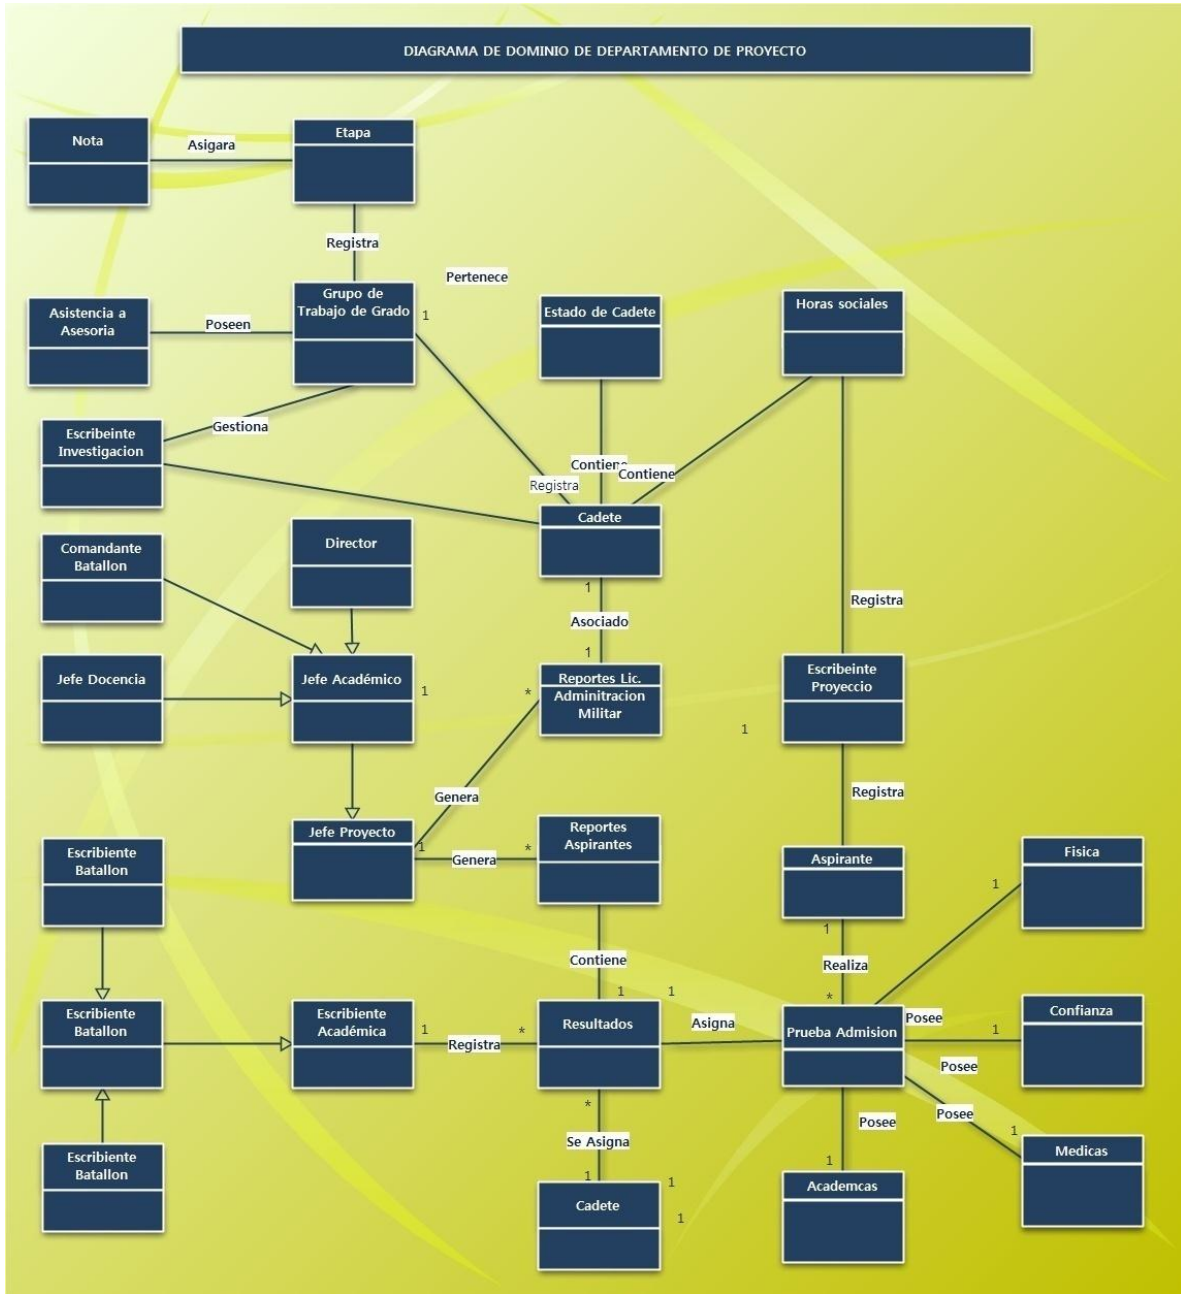 DIAGRAMA DE DOMINIO DE DEPARTAMENTO DE PROYECTO
Nota
Asigara
Etapa
Registra
Asistencia a
Asesoria
Poseen
Grupo de
Trabajo de Grado
1
Pertenece
Estado de Cadete
Horas sociales
Escribeinte
Investigacion
Gestiona
Contiene
Contiene
Registra
Cadete
1
Asociado
1
Comandante
Batallon
Director
Registra
Jefe Docencia
Jefe Académico
1
*
Reportes Lic.
Adminitracion
Militar
Escribeinte
Proyeccio
1
Genera
Registra
Jefe Proyecto
1
Genera
*
Reportes
Aspirantes
Aspirante
1
Realiza
*
Fisica
1
Escribiente
Batallon
Contiene
1
1
Escribiente
Batallon
Escribiente
Académica
1
Registra
*
Resultados
Asigna
Prueba Admision
Posee
1
Confianza
Posee
Posee
1
Medicas
Posee
1
Academcas
*
Se Asigna
1
1
1
Cadete
Escribiente
Batallon